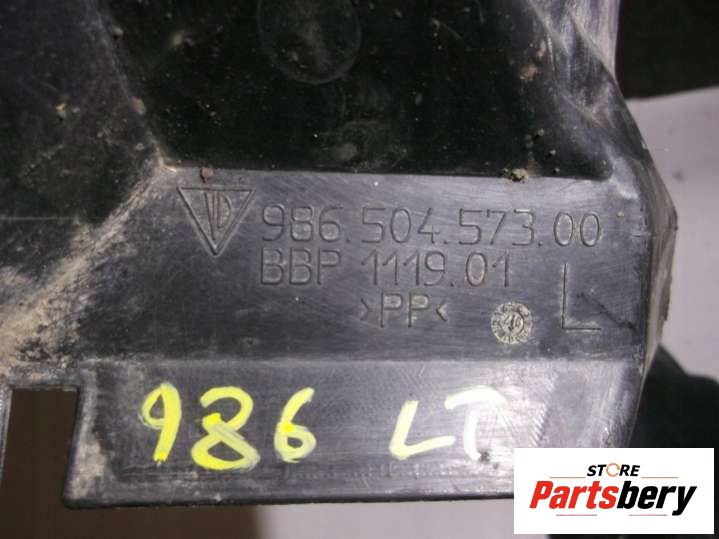 986.504.573.00
BBP 1119.01
>PP< L
986 LT
STORE
Partsbery